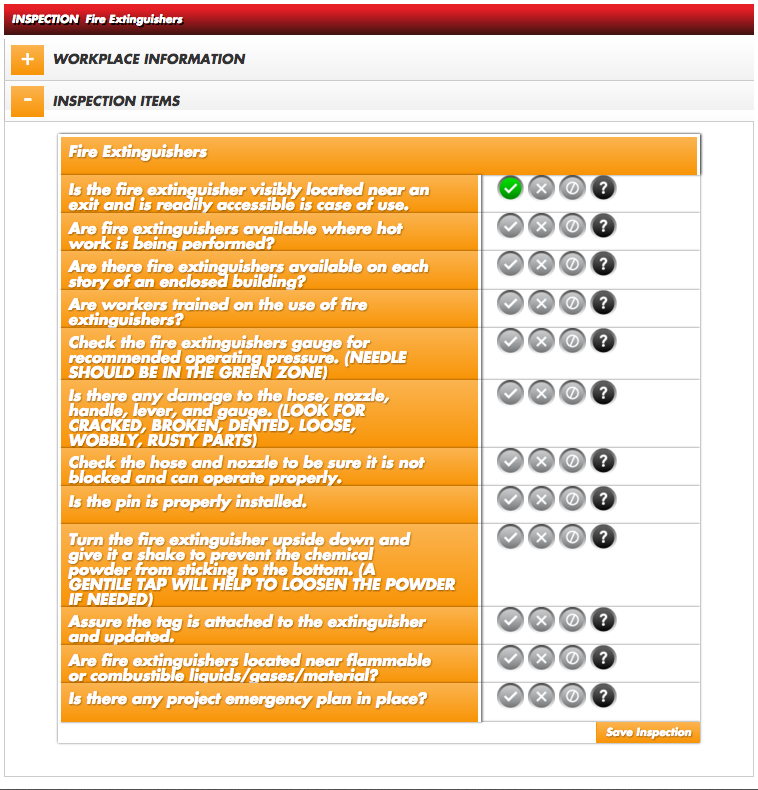 INSPECTION Fire Extinguishers
+ WORKPLACE INFORMATION
- INSPECTION ITEMS
Fire Extinguishers
Is the fire extinguisher visibly located near an
exit and is readily accessible is case of use.
?
Are fire extinguishers available where hot
work is being performed?
?
Are there fire extinguishers available on each
story of an enclosed building?
?
Are workers trained on the use of fire
extinguishers?
?
Check the fire extinguishers gauge for
recommended operating pressure. (NEEDLE
SHOULD BE IN THE GREEN ZONE)
?
Is there any damage to the hose, nozzle,
handle, lever, and gauge. (LOOK FOR
CRACKED, BROKEN, DENTED, LOOSE,
WOBBLY, RUSTY PARTS)
?
Check the hose and nozzle to be sure it is not
blocked and can operate properly.
?
Is the pin is properly installed.
?
Turn the fire extinguisher upside down and
give it a shake to prevent the chemical
powder from sticking to the bottom. (A
GENTILE TAP WILL HELP TO LOOSEN THE POWDER
IF NEEDED)
?
Assure the tag is attached to the extinguisher
and updated.
?
Are fire extinguishers located near flammable
or combustible liquids/gases/material?
?
Is there any project emergency plan in place?
?
Save Inspection